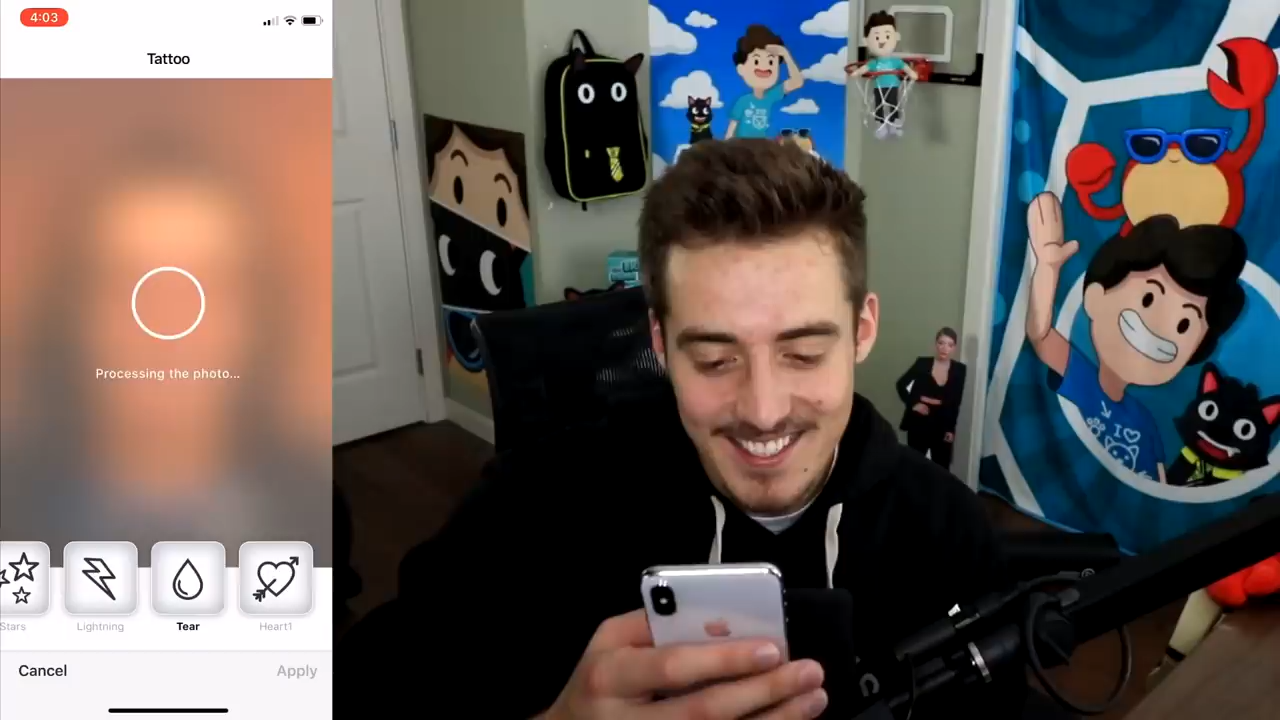 4:03
Tattoo
Processing the photo...
Stars
Lightning
Tear
Heart1
Cancel
Apply
I